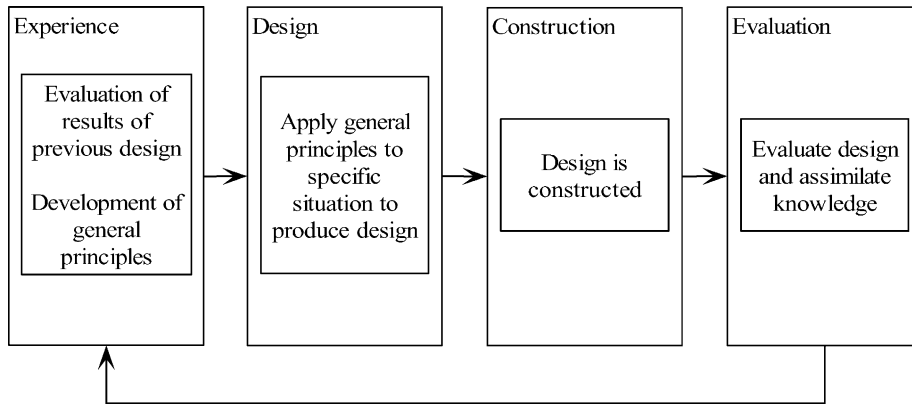 Experience
Evaluation of
results of
previous design
Development of
general
principles
Design
Apply general
principles to
specific
situation to
produce design
Construction
Design is
constructed
Evaluation
Evaluate design
and assimilate
knowledge